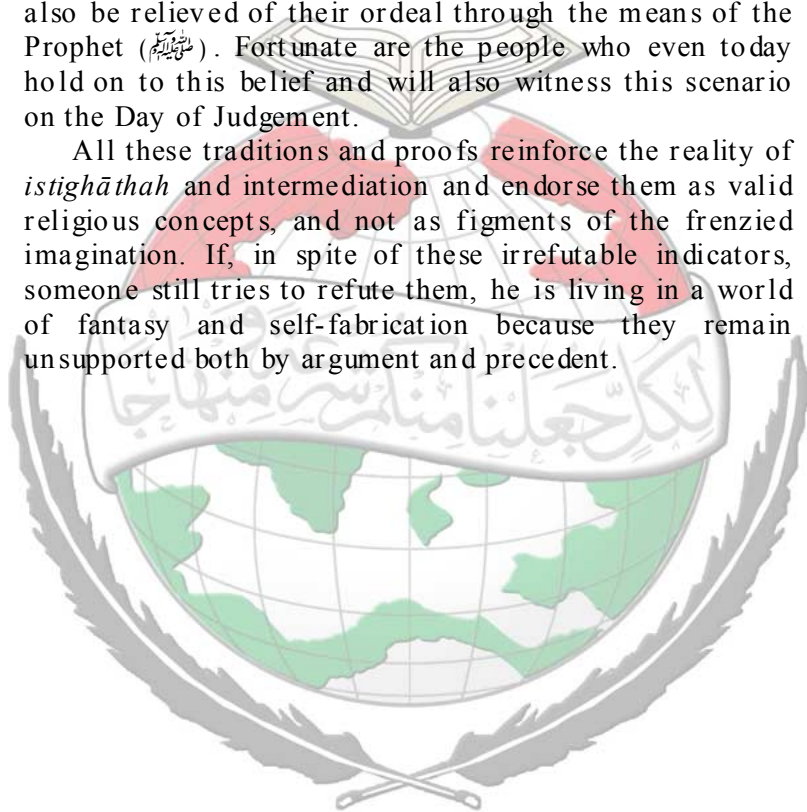 also be relieved of their ordeal through the means of the
Prophet (ﷺ). Fortunate are the people who even today
hold on to this belief and will also witness this scenario
on the Day of Judgement.
All these traditions and proofs reinforce the reality of
istighāthah and intermediation and endorse them as valid
religious concepts, and not as figments of the frenzied
imagination. If, in spite of these irrefutable indicators,
someone still tries to refute them, he is living in a world
of fantasy and self-fabrication because they remain
unsupported both by argument and precedent.
لكل جعلنا منكم شرعة ومنهاجا